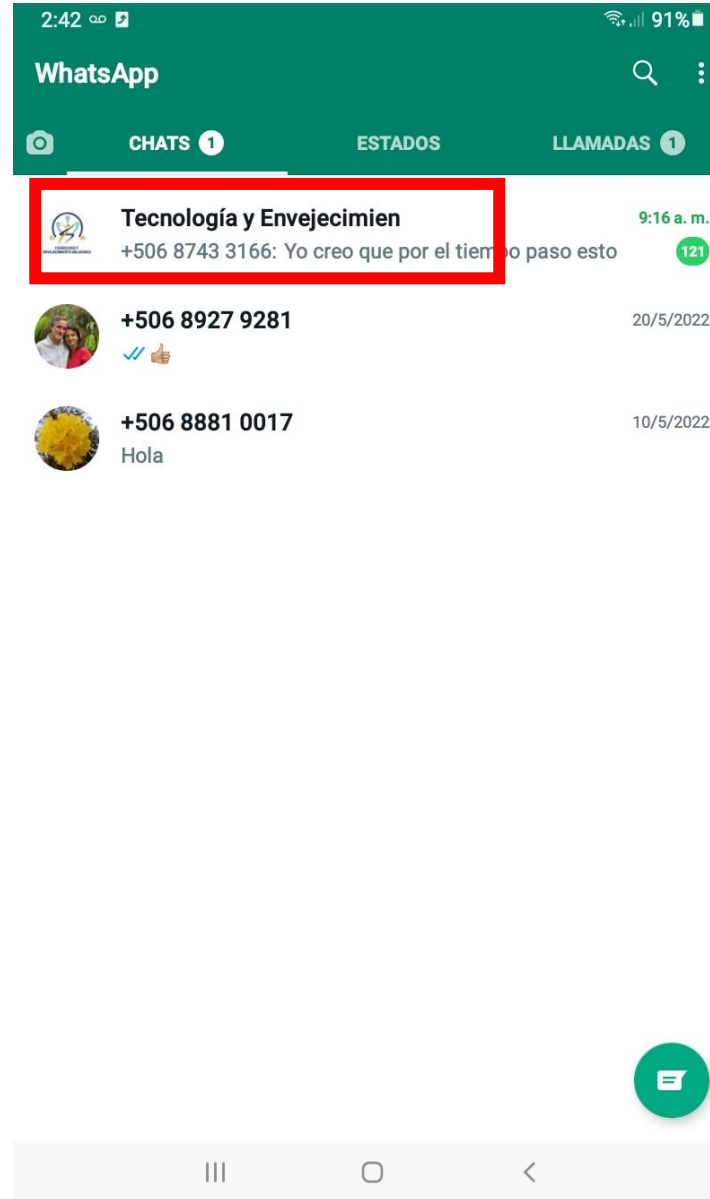 2:42 91%
WhatsApp
CHATS 1 ESTADOS LLAMADAS 1
Tecnología y Envejecimien 9:16 a. m.
+506 8743 3166: Yo creo que por el tiempo paso esto 121
+506 8927 9281 20/5/2022
+506 8881 0017 10/5/2022
Hola